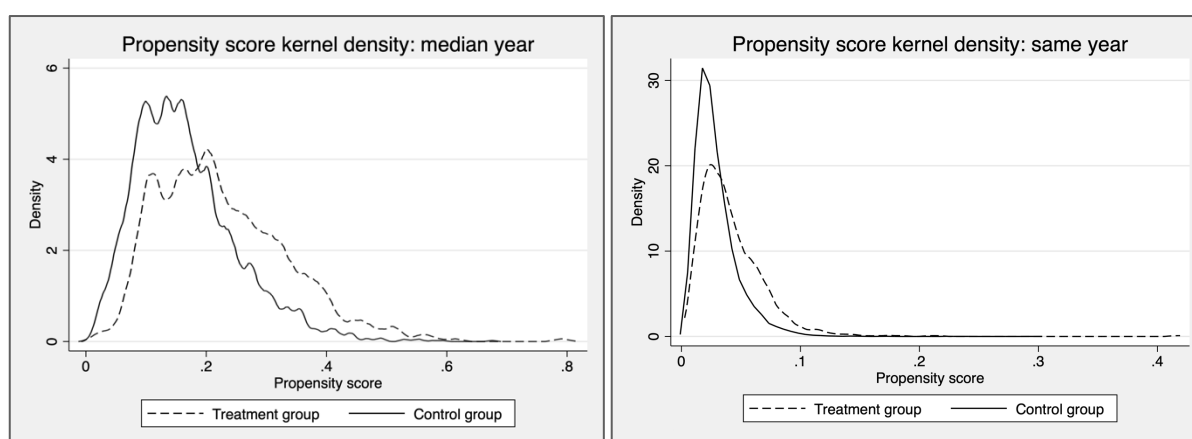 Propensity score kernel density: median year
6
4
2
0
Density
0 .2 .4 .6 .8
Propensity score
Treatment group Control group
Propensity score kernel density: same year
30
20
10
0
Density
0 .1 .2 .3 .4
Propensity score
Treatment group Control group